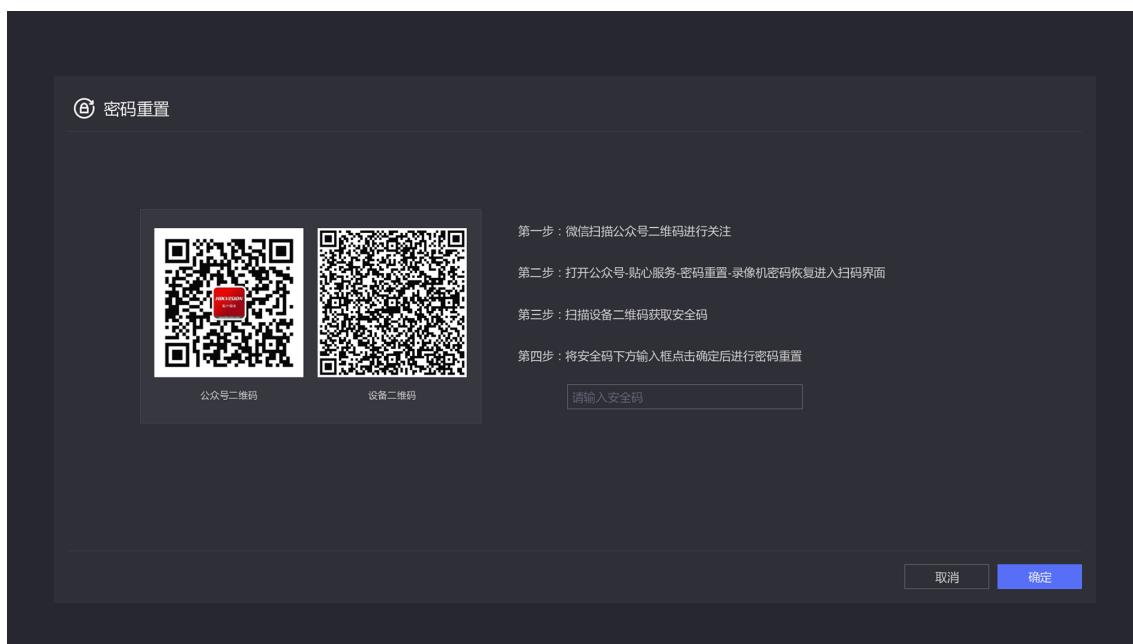 密码重置
HIKVISION
公众号二维码
设备二维码
第一步：微信扫描公众号二维码进行关注
第二步：打开公众号-贴心服务-密码重置-录像机密码恢复进入扫码界面
第三步：扫描设备二维码获取安全码
第四步：将安全码下方输入框点击确定后进行密码重置
请输入安全码
取消
确定